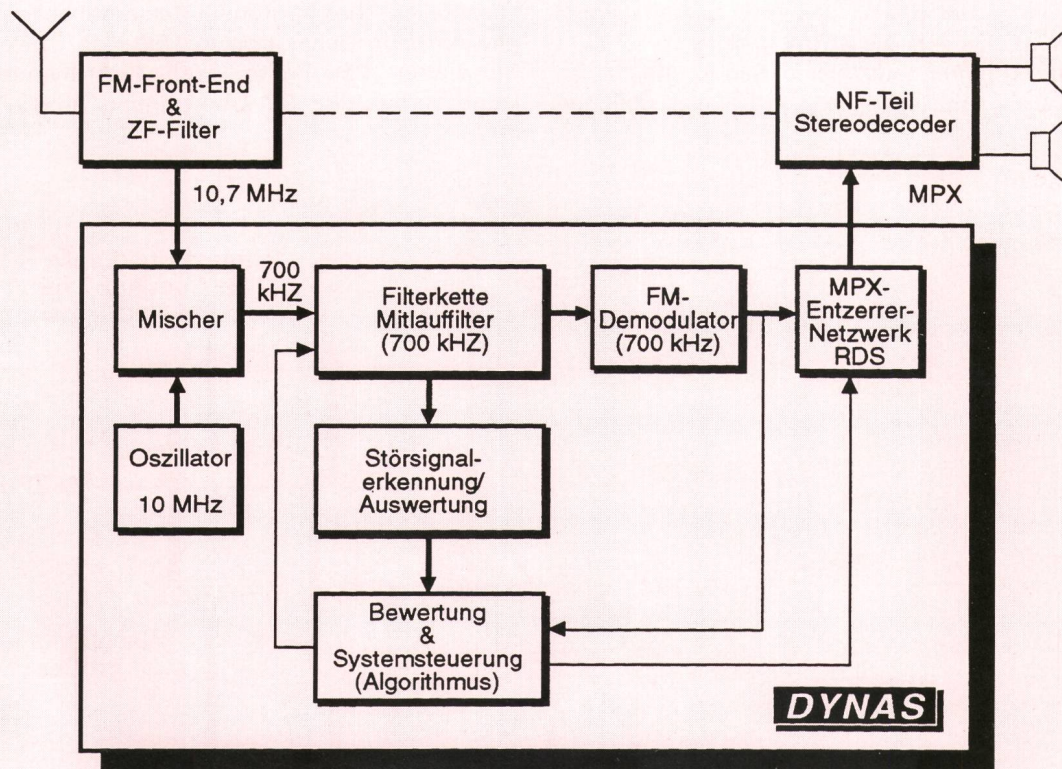 FM-Front-End
&
ZF-Filter
NF-Teil
Stereodecoder
10,7 MHz
MPX
Mischer
700
kHZ
Filterkette
Mitlauffilter
(700 kHZ)
FM-
Demodulator
(700 kHz)
MPX-
Entzerrer-
Netzwerk
RDS
Oszillator
10 MHz
Störsignal-
erkennung/
Auswertung
Bewertung
&
Systemsteuerung
(Algorithmus)
DYNAS